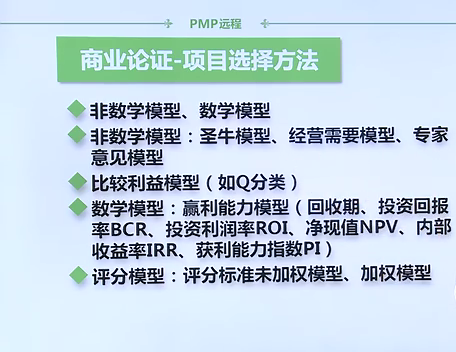 PMP远程
商业论证-项目选择方法
非数学模型、数学模型
非数学模型：圣牛模型、经营需要模型、专家
意见模型
比较利益模型（如Q分类）
数学模型：赢利能力模型（回收期、投资回报
率BCR、投资利润率ROI、净现值NPV、内部
收益率IRR、获利能力指数PI）
评分模型：评分标准未加权模型、加权模型